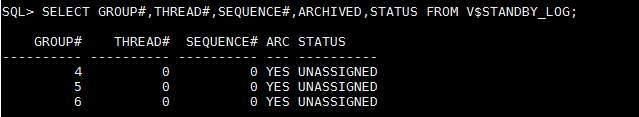 SQL> SELECT GROUP#,THREAD#,SEQUENCE#,ARCHIVED,STATUS FROM V$STANDBY_LOG;
    GROUP#    THREAD#  SEQUENCE# ARC STATUS
---------- ---------- ---------- --- ----------
         4          0          0 YES UNASSIGNED
         5          0          0 YES UNASSIGNED
         6          0          0 YES UNASSIGNED